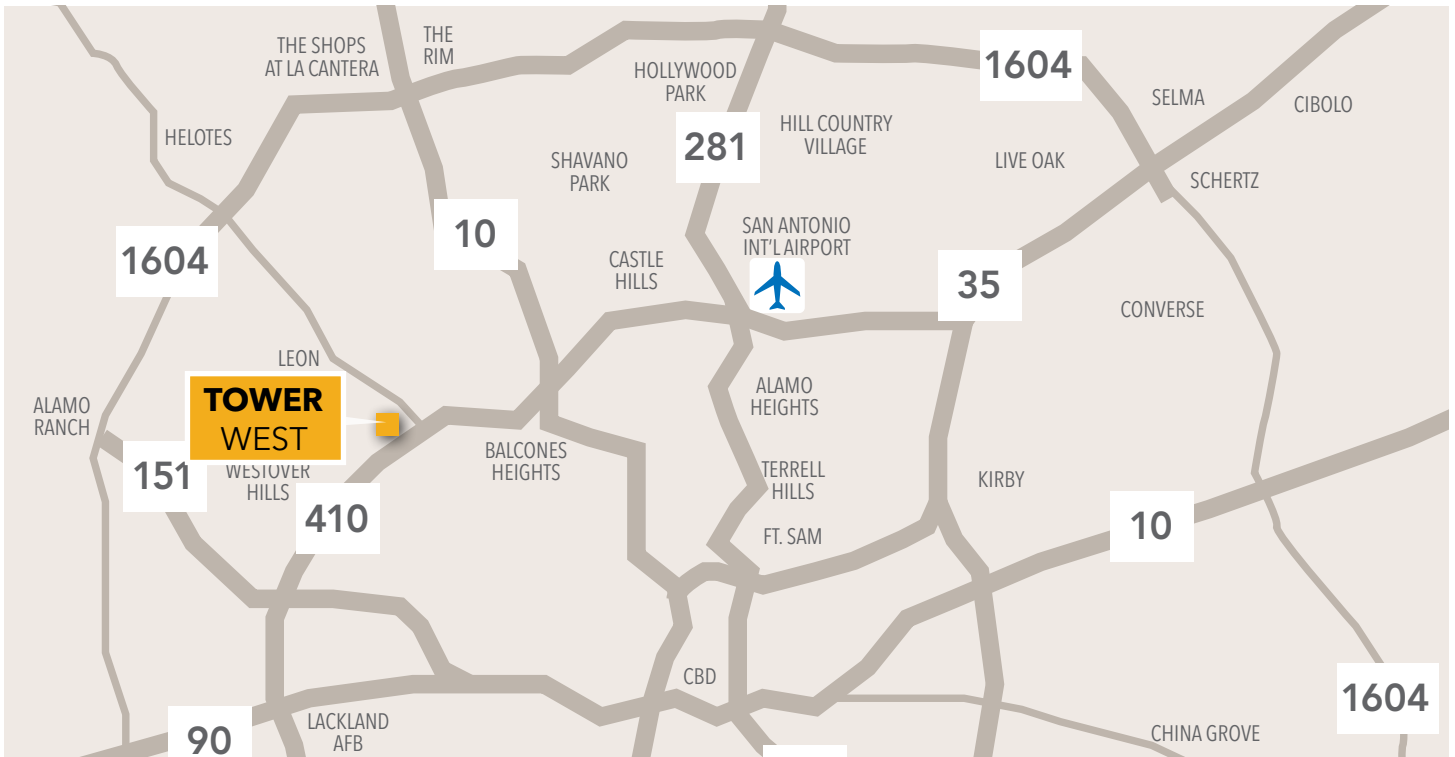 THE SHOPS
AT LA CANTERA
THE
RIM
HOLLYWOOD
PARK
1604
SELMA
CIBOLO
HELOTES
281
HILL COUNTRY
VILLAGE
SHAVANO
PARK
LIVE OAK
SCHERTZ
1604
10
SAN ANTONIO
INT'L AIRPORT
CASTLE
HILLS
35
CONVERSE
LEON
TOWER
WEST
ALAMO
RANCH
ALAMO
HEIGHTS
151
WESTOVER
HILLS
BALCONES
HEIGHTS
TERRELL
HILLS
KIRBY
410
FT. SAM
10
CBD
1604
90
LACKLAND
AFB
CHINA GROVE